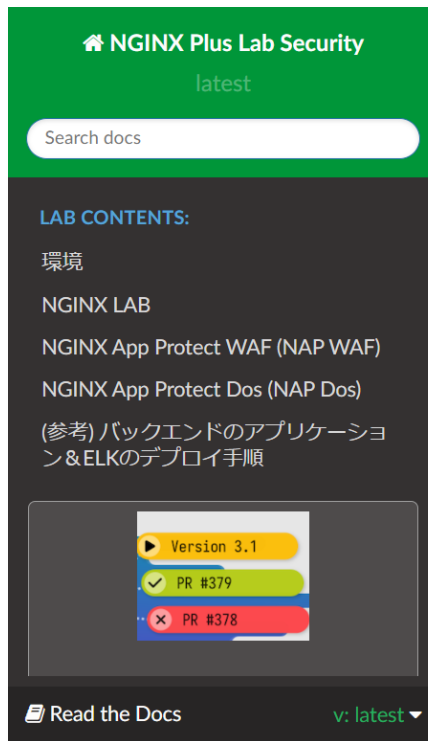 NGINX Plus Lab Security
latest
Search docs
LAB CONTENTS:
環境
NGINX LAB
NGINX App Protect WAF (NAP WAF)
NGINX App Protect Dos (NAP Dos)
(参考) バックエンドのアプリケーショ
ン＆ELKのデプロイ手順
Version 3.1
PR #379
PR #378
Read the Docs
v: latest